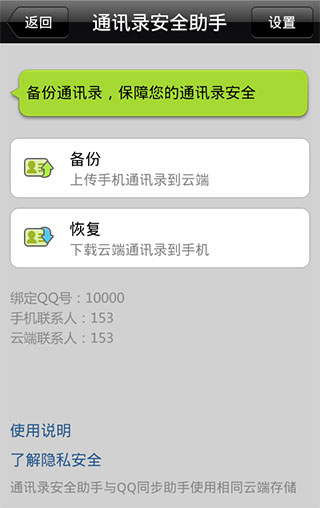 返回
通讯录安全助手
设置
备份通讯录，保障您的通讯录安全
备份
上传手机通讯录到云端
恢复
下载云端通讯录到手机
绑定QQ号：10000
手机联系人：153
云端联系人：153
使用说明
了解隐私安全
通讯录安全助手与QQ同步助手使用相同云端存储